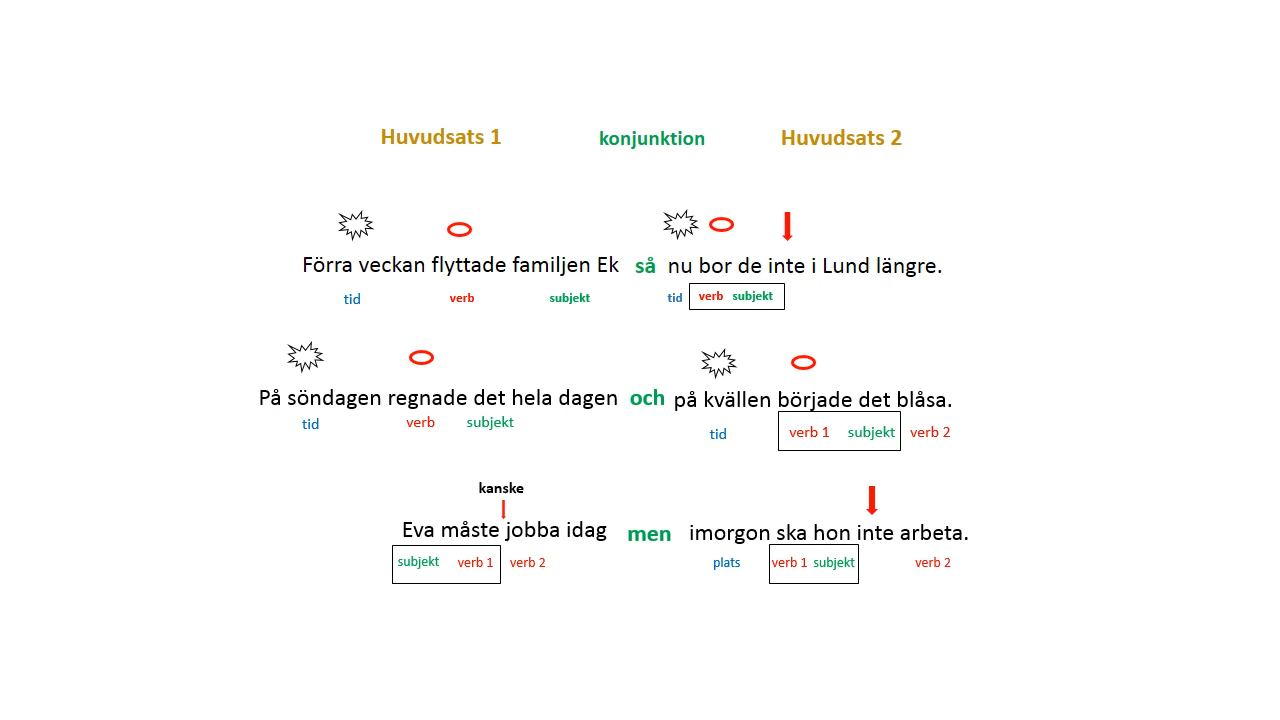 Huvudsats 1 konjunktion Huvudsats 2
Förra veckan flyttade familjen Ek så nu bor de inte i Lund längre.
tid verb subjekt tid verb subjekt
På söndagen regnade det hela dagen och på kvällen började det blåsa.
tid verb subjekt tid verb 1 subjekt verb 2
kanske
Eva måste jobba idag men imorgon ska hon inte arbeta.
subjekt verb 1 verb 2 plats verb 1 subjekt verb 2